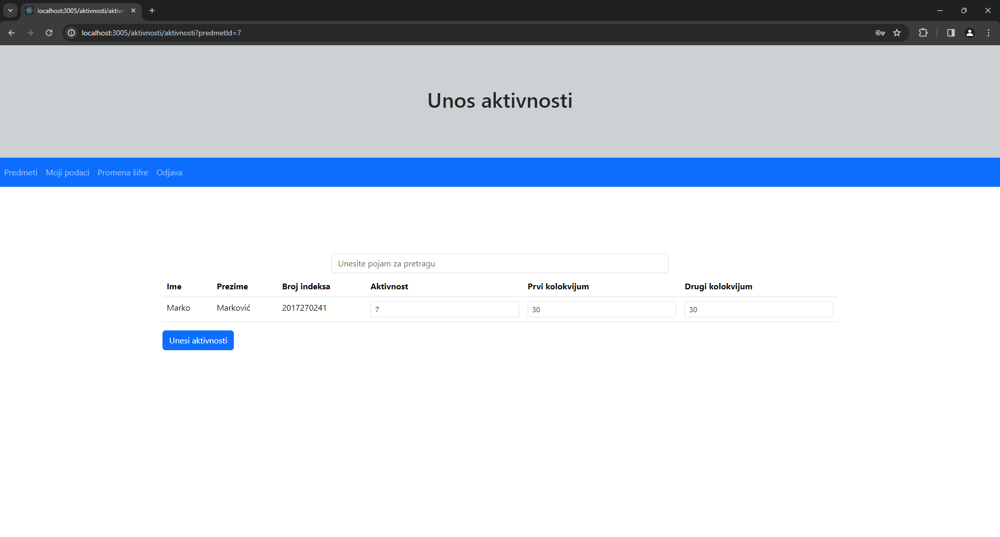 localhost:3005/aktivnosti/aktivn
localhost:3005/aktivnosti/aktivnosti?predmetId=7
Unos aktivnosti
Predmeti Moji podaci Promena šifre Odjava
Unesite pojam za pretragu
Ime Prezime Broj indeksa Aktivnost Prvi kolokvijum Drugi kolokvijum
Marko Marković 2017270241 7 30 30
Unesi aktivnosti